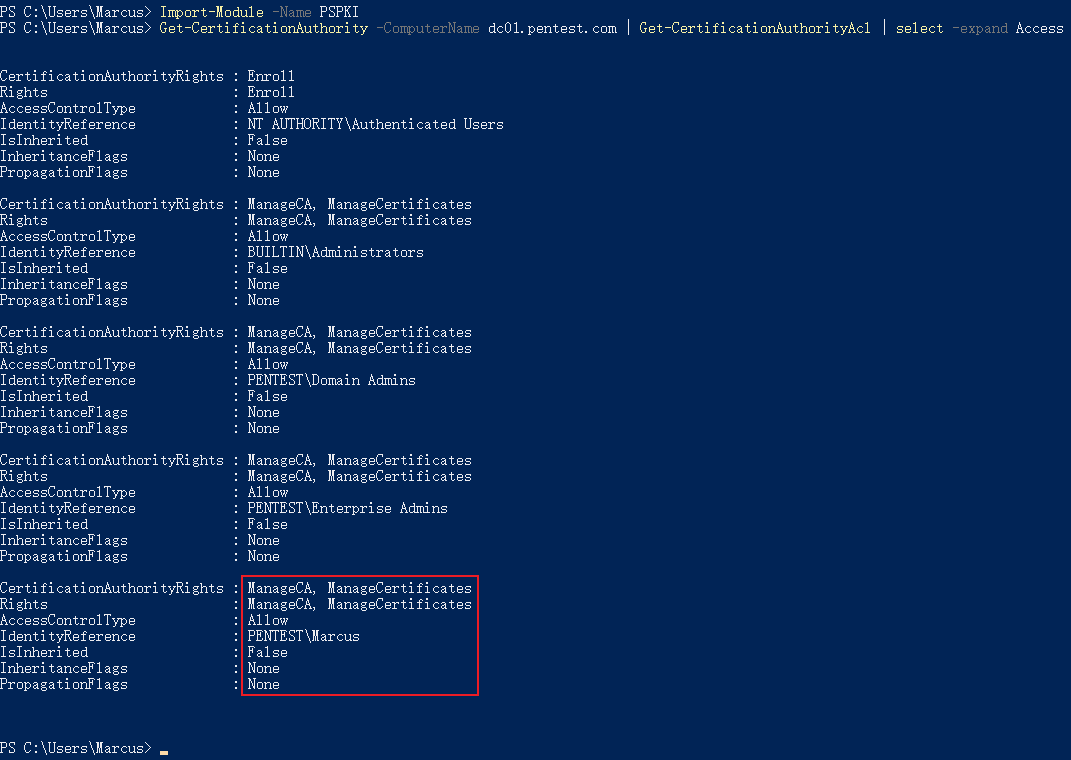 PS C:\Users\Marcus> Import-Module -Name PSPKI
PS C:\Users\Marcus> Get-CertificationAuthority -ComputerName dc01.pentest.com | Get-CertificationAuthorityAcl | select -expand Access
CertificationAuthorityRights : Enroll
Rights : Enroll
AccessControlType : Allow
IdentityReference : NT AUTHORITY\Authenticated Users
IsInherited : False
InheritanceFlags : None
PropagationFlags : None
CertificationAuthorityRights : ManageCA, ManageCertificates
Rights : ManageCA, ManageCertificates
AccessControlType : Allow
IdentityReference : BUILTIN\Administrators
IsInherited : False
InheritanceFlags : None
PropagationFlags : None
CertificationAuthorityRights : ManageCA, ManageCertificates
Rights : ManageCA, ManageCertificates
AccessControlType : Allow
IdentityReference : PENTEST\Domain Admins
IsInherited : False
InheritanceFlags : None
PropagationFlags : None
CertificationAuthorityRights : ManageCA, ManageCertificates
Rights : ManageCA, ManageCertificates
AccessControlType : Allow
IdentityReference : PENTEST\Enterprise Admins
IsInherited : False
InheritanceFlags : None
PropagationFlags : None
CertificationAuthorityRights : ManageCA, ManageCertificates
Rights : ManageCA, ManageCertificates
AccessControlType : Allow
IdentityReference : PENTEST\Marcus
IsInherited : False
InheritanceFlags : None
PropagationFlags : None
PS C:\Users\Marcus>